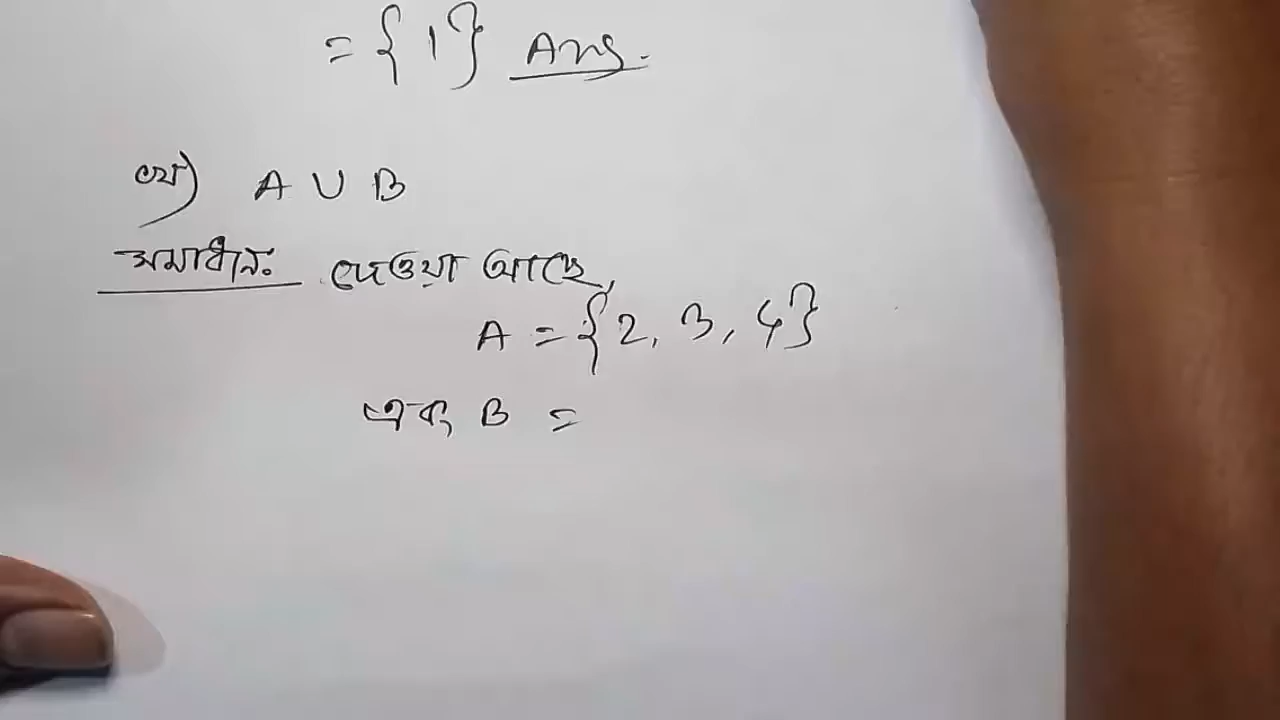 = {1} Ans.
খ) A ∪ B
সমাধান: দেওয়া আছে,
A = {2, 3, 4}
এবং B =